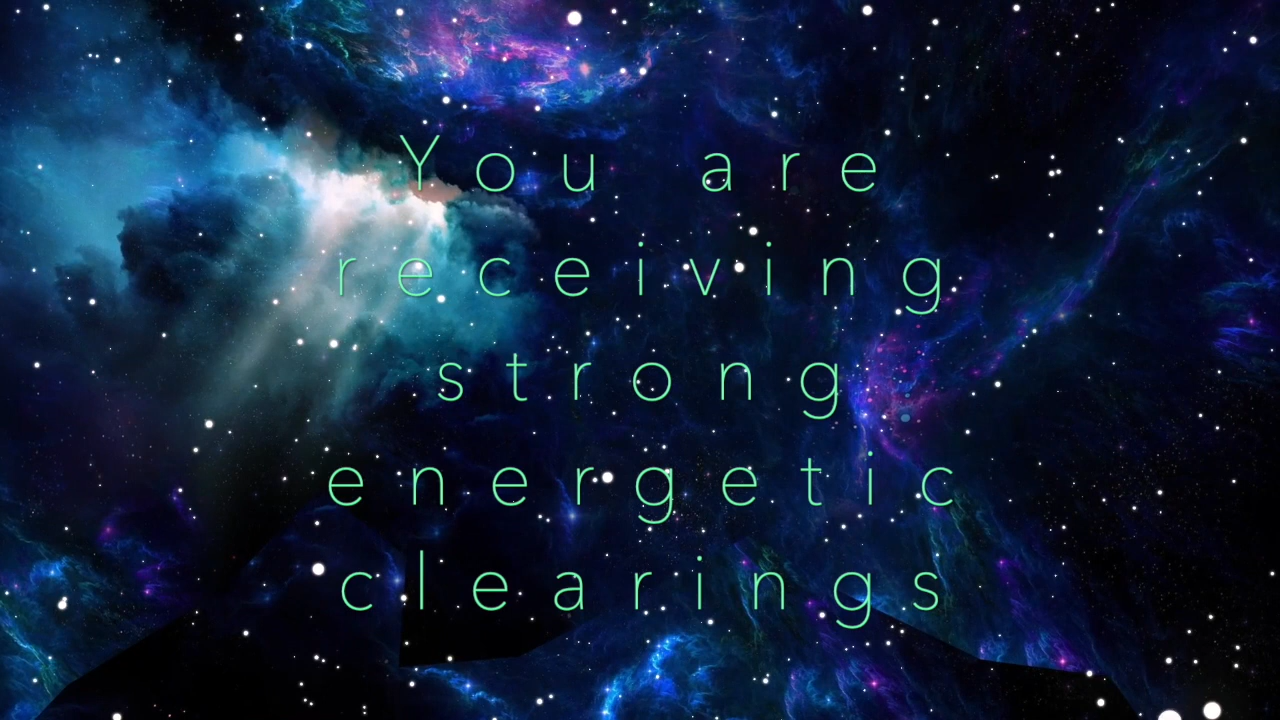 You are
receiving
strong
energetic
clearings